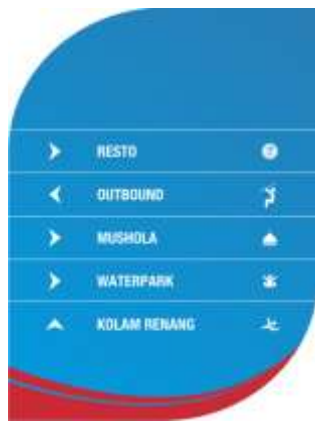 RESTO
OUTBOUND
MUSHOLA
WATERPARK
KOLAM RENANG